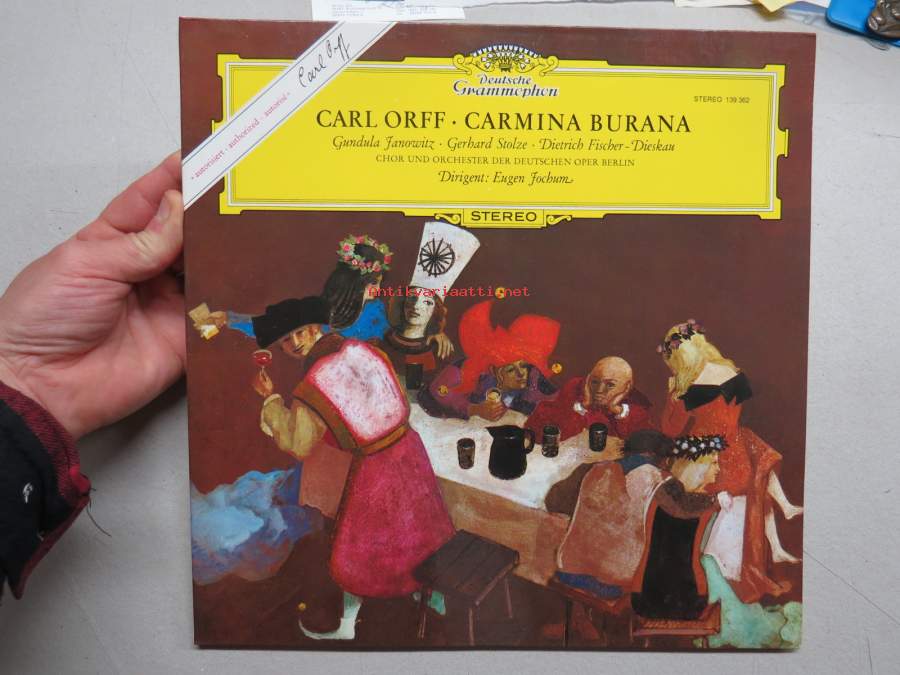 Carl Orff
* autorisiert · authorized · autorisé *
Deutsche
Grammophon
STEREO 139 362
CARL ORFF · CARMINA BURANA
Gundula Janowitz · Gerhard Stolze · Dietrich Fischer-Dieskau
CHOR UND ORCHESTER DER DEUTSCHEN OPER BERLIN
Dirigent: Eugen Jochum
STEREO
Antikvariaatti.net